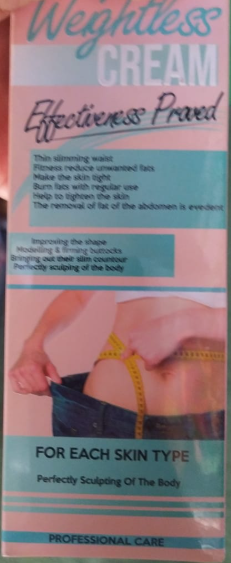 Weightless
CREAM
Effectiveness Proved
Thin slimming waist
Fitness reduce unwanted fats
Make the skin tight
Burn fats with regular use
Help to tighten the skin
The removal of fat of the abdomen is evedent
Improving the shape
Modelling & firming buttocks
Bringing out their slim countour
Perfectly sculping of the body
FOR EACH SKIN TYPE
Perfectly Sculpting Of The Body
PROFESSIONAL CARE